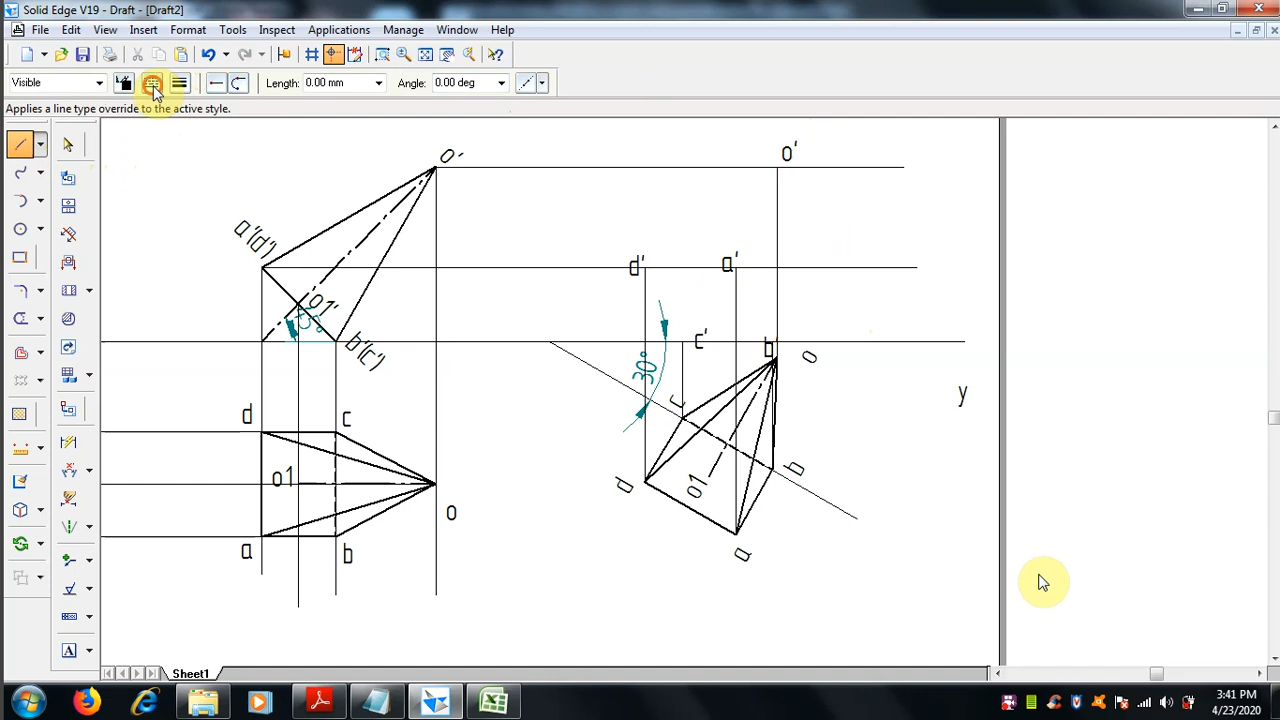 Solid Edge V19 - Draft - [Draft2]
File Edit View Insert Format Tools Inspect Applications Manage Window Help
Visible Length: 0.00 mm Angle: 0.00 deg
Applies a line type override to the active style.
o' o'
a'(d')
d' a'
o1'
45°
b'(c') c' b' o
30°
y
d c c
o1 b
d o1
o
a b a
A
Sheet1
3:41 PM
4/23/2020